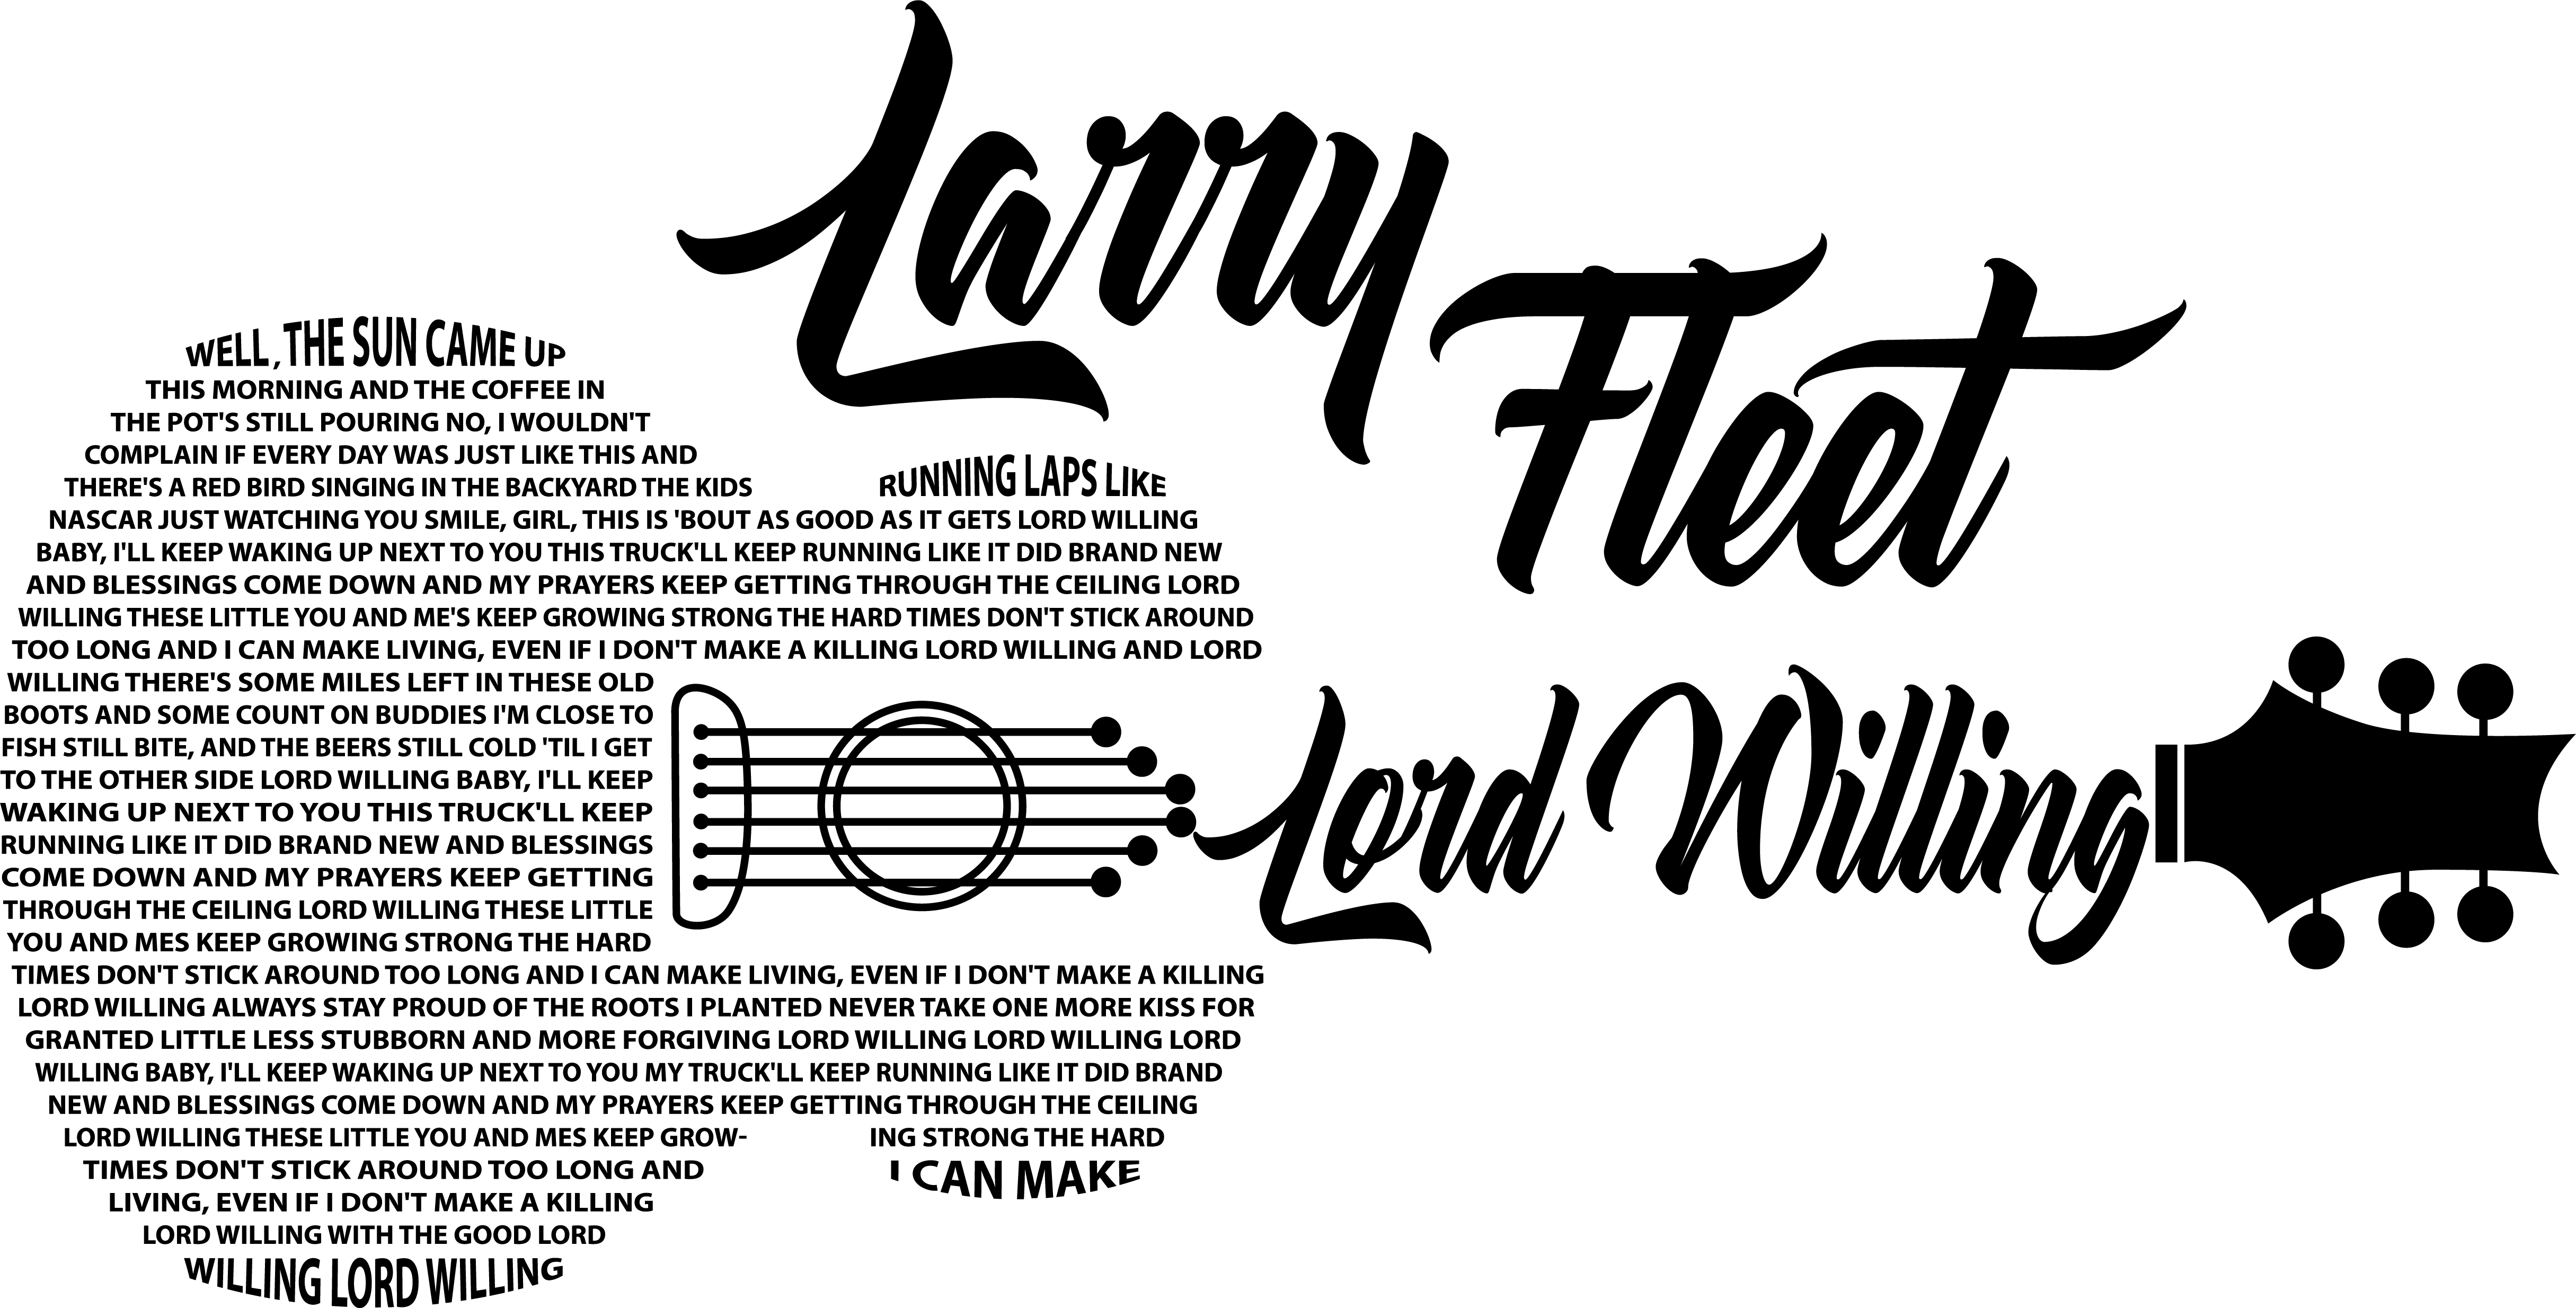 Larry
Fleet
WELL, THE SUN CAME UP
THIS MORNING AND THE COFFEE IN
THE POT'S STILL POURING NO, I WOULDN'T
COMPLAIN IF EVERY DAY WAS JUST LIKE THIS AND
THERE'S A RED BIRD SINGING IN THE BACKYARD THE KIDS RUNNING LAPS LIKE
NASCAR JUST WATCHING YOU SMILE, GIRL, THIS IS 'BOUT AS GOOD AS IT GETS LORD WILLING
BABY, I'LL KEEP WAKING UP NEXT TO YOU THIS TRUCK'LL KEEP RUNNING LIKE IT DID BRAND NEW
AND BLESSINGS COME DOWN AND MY PRAYERS KEEP GETTING THROUGH THE CEILING LORD
WILLING THESE LITTLE YOU AND ME'S KEEP GROWING STRONG THE HARD TIMES DON'T STICK AROUND
TOO LONG AND I CAN MAKE LIVING, EVEN IF I DON'T MAKE A KILLING LORD WILLING AND LORD
WILLING THERE'S SOME MILES LEFT IN THESE OLD
BOOTS AND SOME COUNT ON BUDDIES I'M CLOSE TO
FISH STILL BITE, AND THE BEERS STILL COLD 'TIL I GET
TO THE OTHER SIDE LORD WILLING BABY, I'LL KEEP
WAKING UP NEXT TO YOU THIS TRUCK'LL KEEP
RUNNING LIKE IT DID BRAND NEW AND BLESSINGS
COME DOWN AND MY PRAYERS KEEP GETTING
THROUGH THE CEILING LORD WILLING THESE LITTLE
YOU AND MES KEEP GROWING STRONG THE HARD
Lord Willing
TIMES DON'T STICK AROUND TOO LONG AND I CAN MAKE LIVING, EVEN IF I DON'T MAKE A KILLING
LORD WILLING ALWAYS STAY PROUD OF THE ROOTS I PLANTED NEVER TAKE ONE MORE KISS FOR
GRANTED LITTLE LESS STUBBORN AND MORE FORGIVING LORD WILLING LORD WILLING LORD
WILLING BABY, I'LL KEEP WAKING UP NEXT TO YOU MY TRUCK'LL KEEP RUNNING LIKE IT DID BRAND
NEW AND BLESSINGS COME DOWN AND MY PRAYERS KEEP GETTING THROUGH THE CEILING
LORD WILLING THESE LITTLE YOU AND MES KEEP GROW- ING STRONG THE HARD
TIMES DON'T STICK AROUND TOO LONG AND I CAN MAKE
LIVING, EVEN IF I DON'T MAKE A KILLING
LORD WILLING WITH THE GOOD LORD
WILLING LORD WILLING